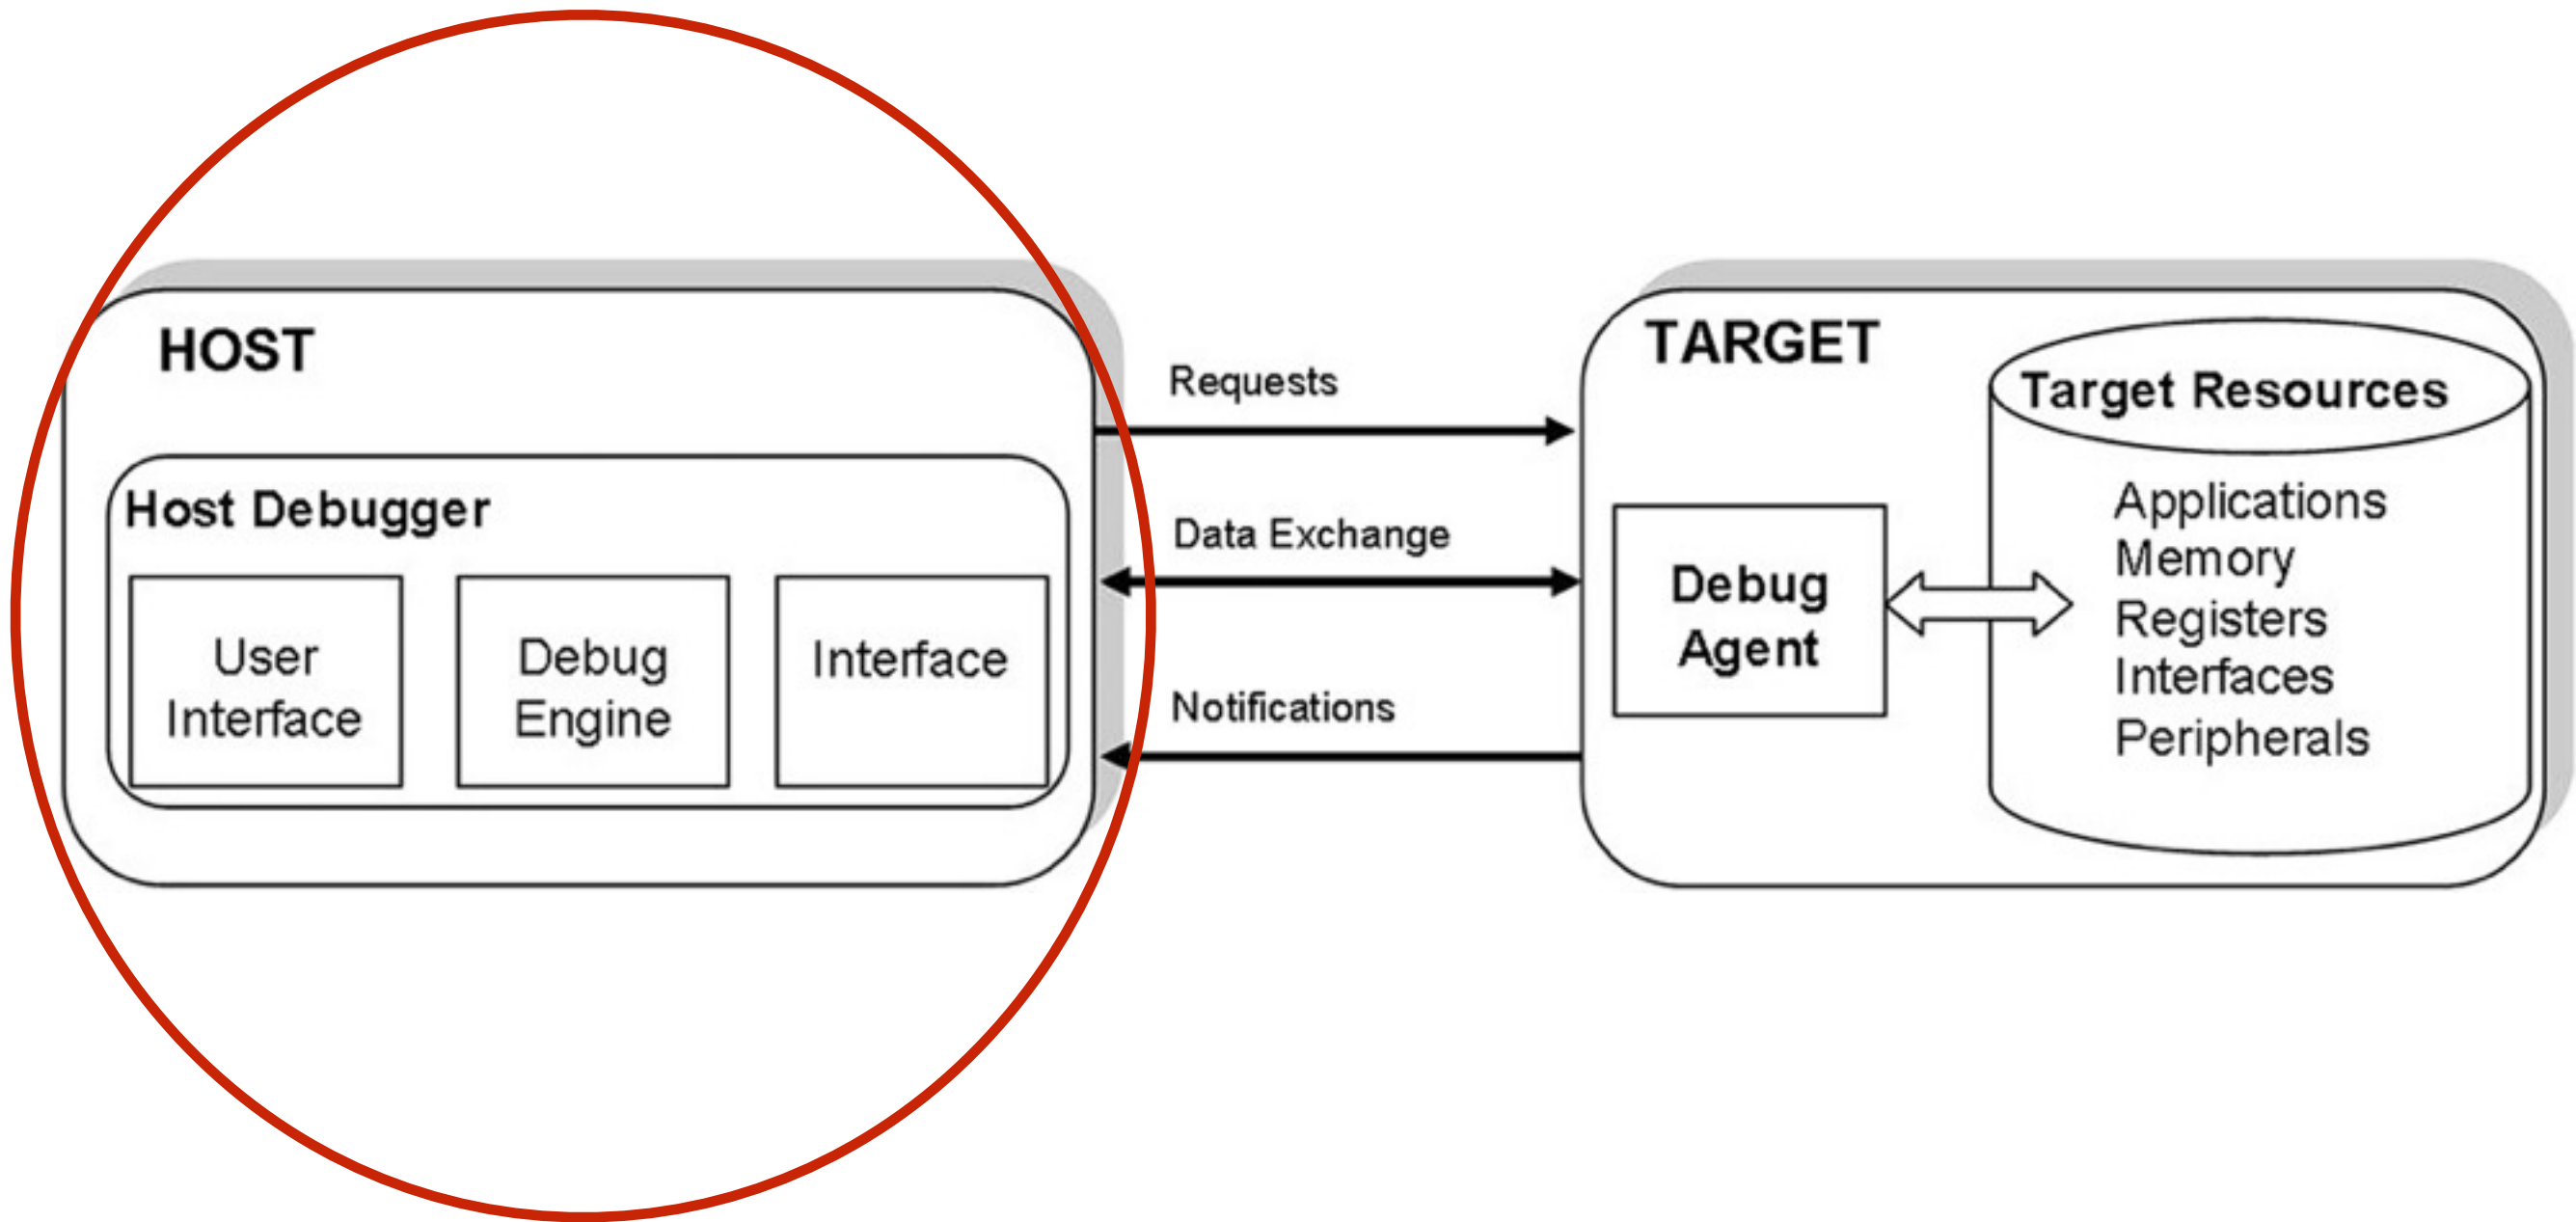 HOST
Host Debugger
User
Interface
Debug
Engine
Interface
Requests
Data Exchange
Notifications
TARGET
Debug
Agent
Target Resources
Applications
Memory
Registers
Interfaces
Peripherals